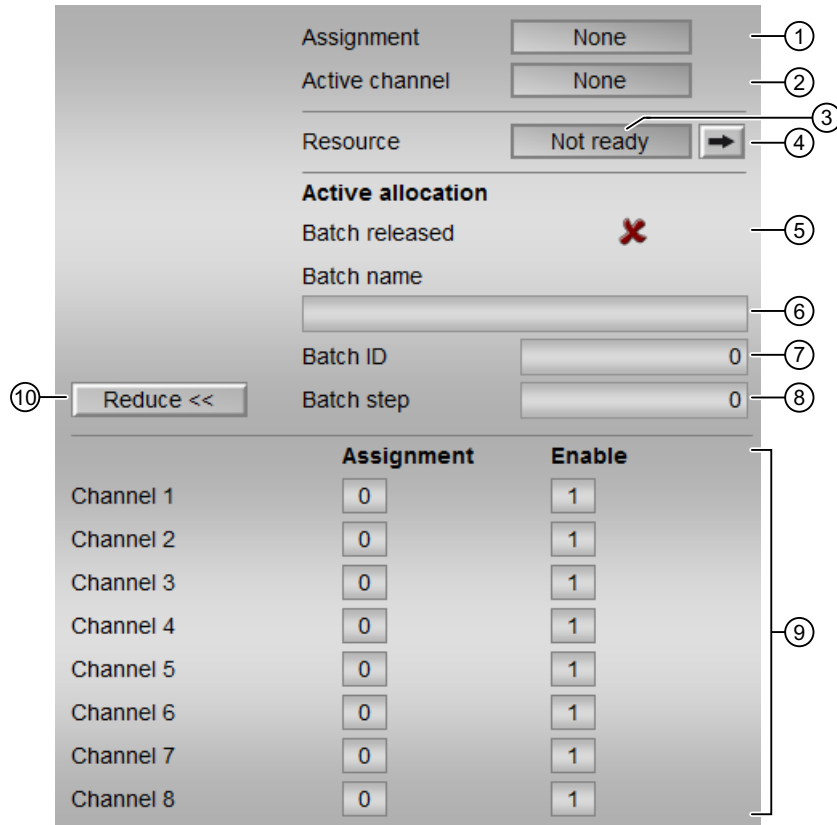 Assignment None ①
Active channel None ②
③
Resource Not ready ④
Active allocation
Batch released ⑤
Batch name
⑥
Batch ID 0 ⑦
⑩ Reduce << Batch step 0 ⑧
Assignment Enable
Channel 1 0 1
Channel 2 0 1
Channel 3 0 1
Channel 4 0 1 ⑨
Channel 5 0 1
Channel 6 0 1
Channel 7 0 1
Channel 8 0 1